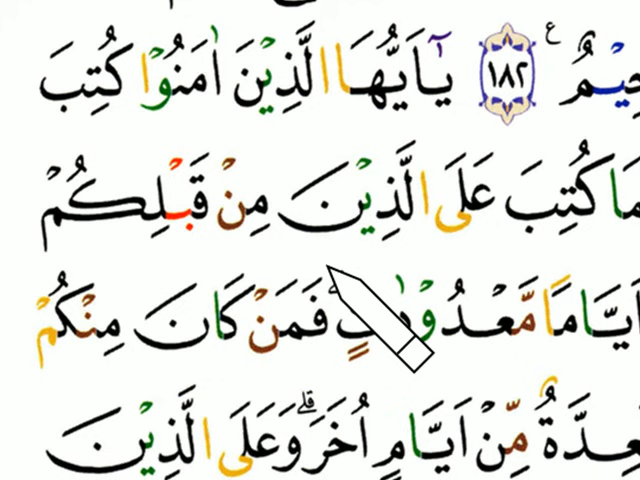 حِيْمٌ ١٨٢ يٰٓاَيُّهَا الَّذِيْنَ اٰمَنُوْا كُتِبَ
مَا كُتِبَ عَلَى الَّذِيْنَ مِنْ قَبْلِكُمْ
اَيَّامًا مَّعْدُوْ فَمَنْ كَانَ مِنْكُمْ
عِدَّةٌ مِّنْ اَيَّامٍ اُخَرَ ۗ وَعَلَى الَّذِيْنَ